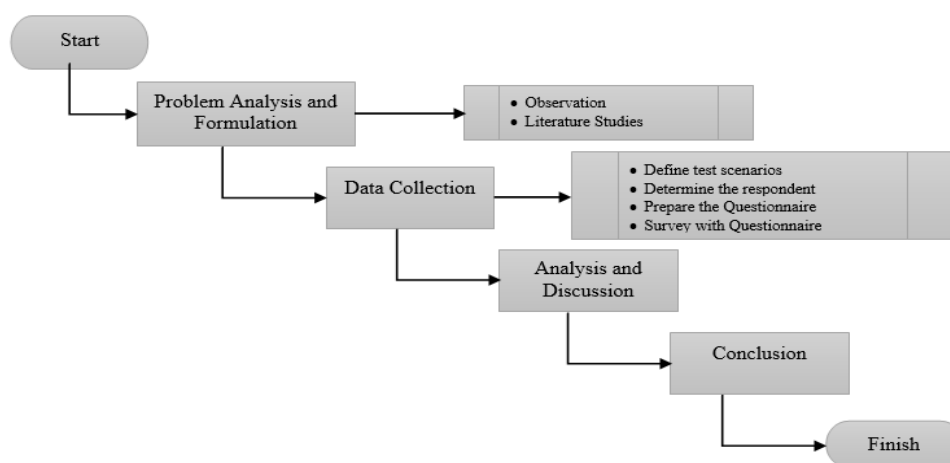 Start
Problem Analysis and
Formulation
• Observation
• Literature Studies
Data Collection
• Define test scenarios
• Determine the respondent
• Prepare the Questionnaire
• Survey with Questionnaire
Analysis and
Discussion
Conclusion
Finish